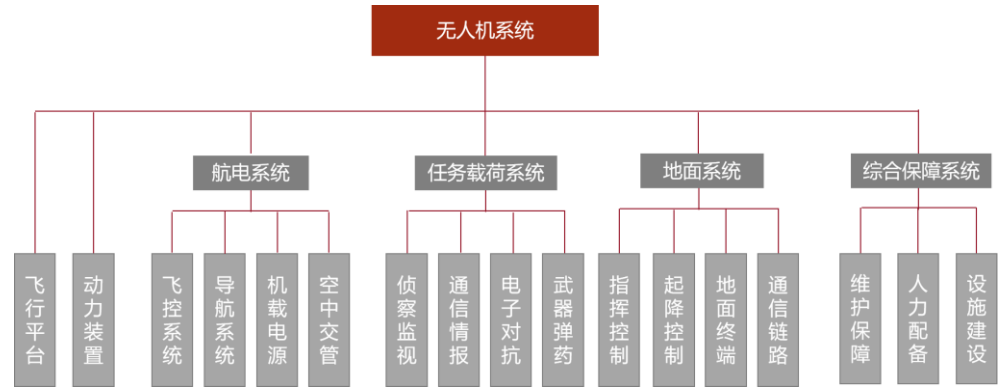 无人机系统
航电系统
任务载荷系统
地面系统
综合保障系统
飞行平台
动力装置
飞控系统
导航系统
机载电源
空中交管
侦察监视
通信情报
电子对抗
武器弹药
指挥控制
起降控制
地面终端
通信链路
维护保障
人力配备
设施建设